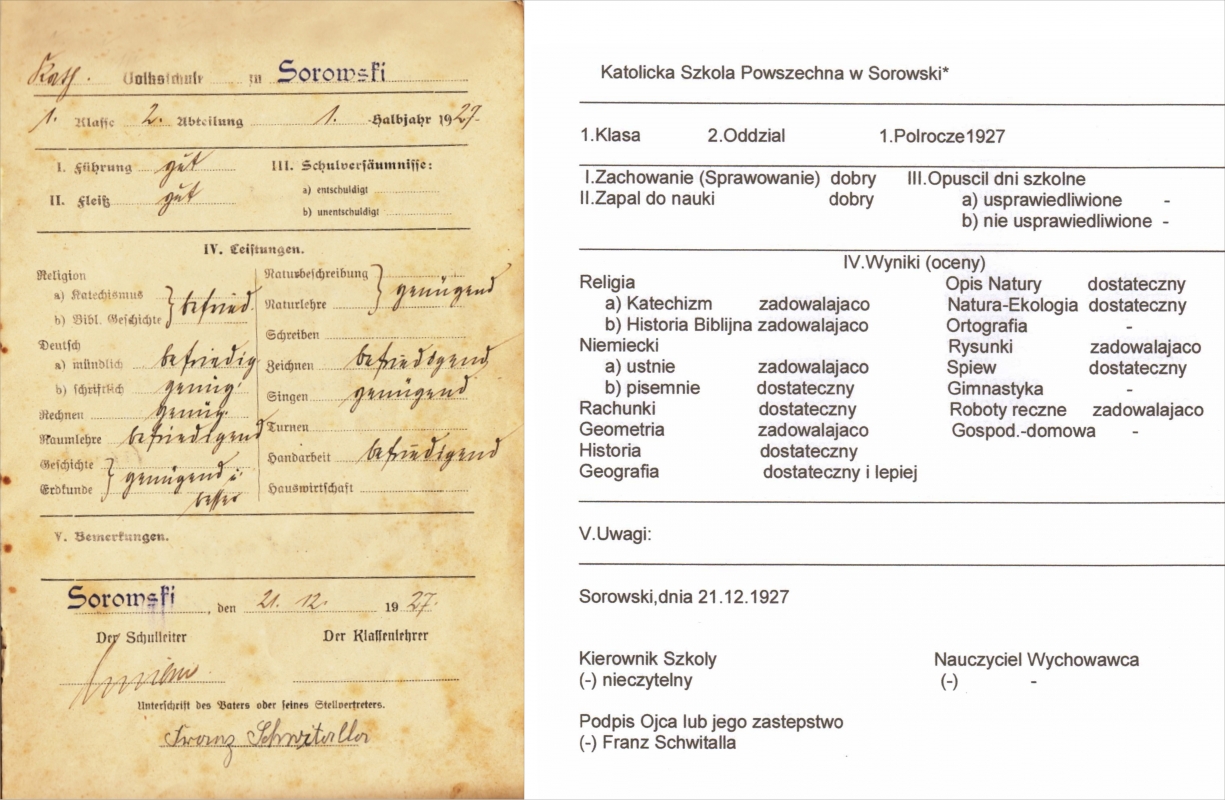 Kath. Volksschule zu Sorowski
1. Klasse 2. Abteilung 1. Halbjahr 1927.
I. Führung gut
II. Fleiß gut
III. Schulversäumnisse:
a) entschuldigt
b) unentschuldigt
IV. Leistungen.
Religion
a) Katechismus
b) Bibl. Geschichte
befried.
Deutsch
a) mündlich befriedig
b) schriftlich genüg.
Rechnen genüg.
Raumlehre befriedigend
Geschichte
Erdkunde
genügend u.
besser
Naturbeschreibung
Naturlehre
genügend
Schreiben
Zeichnen befriedigend
Singen genügend
Turnen
Handarbeit befriedigend
Hauswirtschaft
V. Bemerkungen.
Sorowski, den 21. 12. 1927.
Der Schulleiter Der Klassenlehrer
Unterschrift des Vaters oder seines Stellvertreters.
Franz Schwitalla
Katolicka Szkola Powszechna w Sorowski*
1.Klasa 2.Oddzial 1.Polrocze1927
I.Zachowanie (Sprawowanie) dobry
II.Zapal do nauki dobry
III.Opuscil dni szkolne
a) usprawiedliwione -
b) nie usprawiedliwione -
IV.Wyniki (oceny)
Religia
a) Katechizm zadowalajaco
b) Historia Biblijna zadowalajaco
Niemiecki
a) ustnie zadowalajaco
b) pisemnie dostateczny
Rachunki dostateczny
Geometria zadowalajaco
Historia dostateczny
Geografia dostateczny i lepiej
Opis Natury dostateczny
Natura-Ekologia dostateczny
Ortografia -
Rysunki zadowalajaco
Spiew dostateczny
Gimnastyka -
Roboty reczne zadowalajaco
Gospod.-domowa -
V.Uwagi:
Sorowski,dnia 21.12.1927
Kierownik Szkoly Nauczyciel Wychowawca
(-) nieczytelny (-) -
Podpis Ojca lub jego zastepstwo
(-) Franz Schwitalla